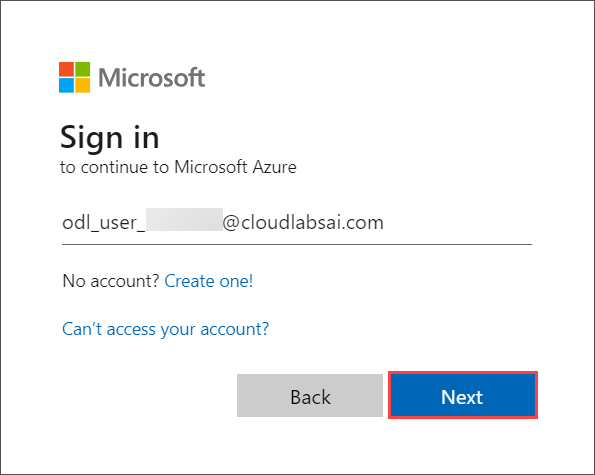 Microsoft
Sign in
to continue to Microsoft Azure
odl_user_ @cloudlabsai.com
No account? Create one!
Can't access your account?
Back
Next